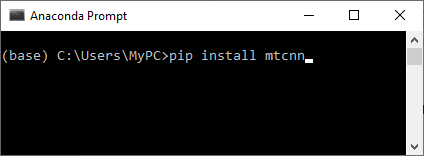 Anaconda Prompt
(base) C:\Users\MyPC>pip install mtcnn